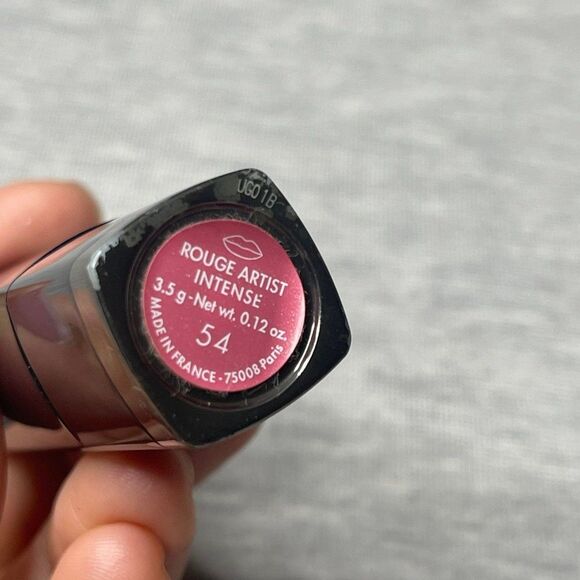 UG01B
ROUGE ARTIST
INTENSE
3.5 g - Net wt. 0.12 oz.
54
MADE IN FRANCE - 75008 Paris